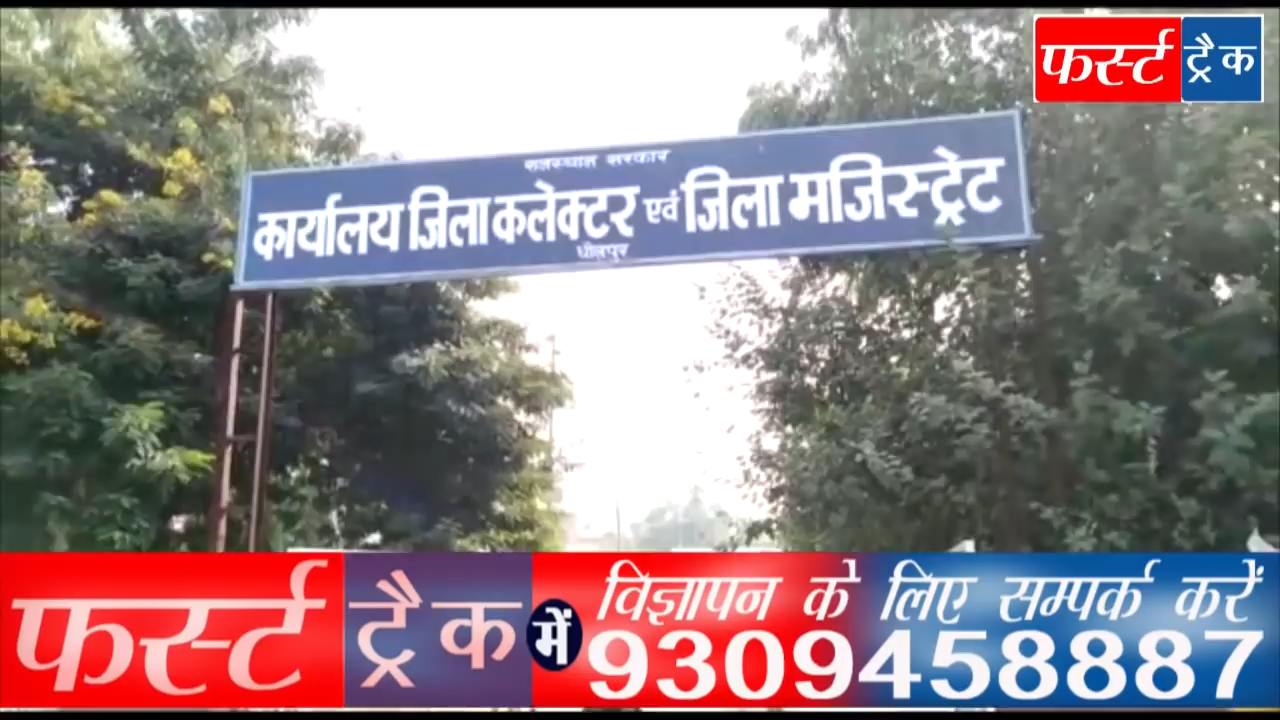 फर्स्ट ट्रैक
राजस्थान सरकार
कार्यालय जिला कलेक्टर एवं जिला मजिस्ट्रेट
धौलपुर
फर्स्ट ट्रैक में विज्ञापन के लिए सम्पर्क करें
9309458887